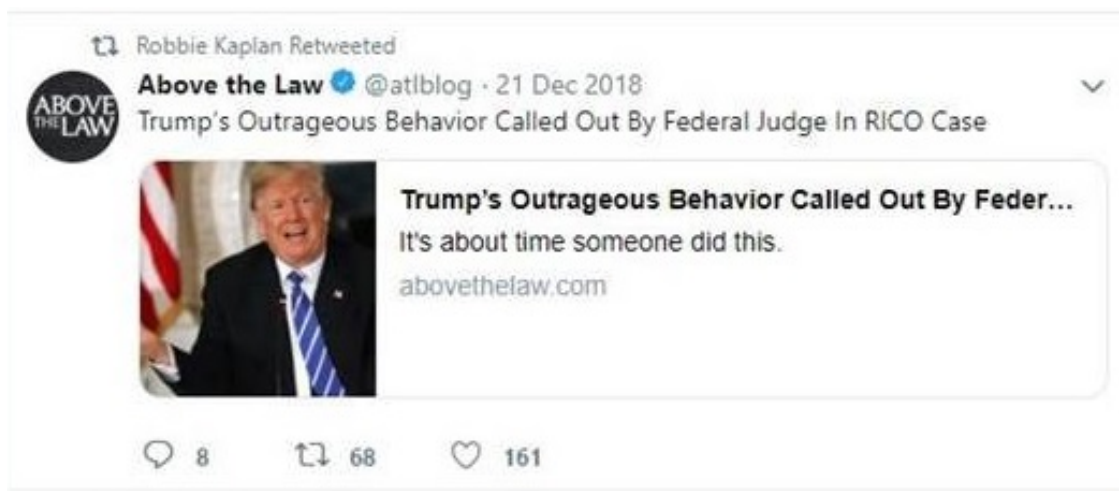 Robbie Kaplan Retweeted
Above the Law @atlblog · 21 Dec 2018
ABOVE
THE LAW
Trump's Outrageous Behavior Called Out By Federal Judge In RICO Case
Trump's Outrageous Behavior Called Out By Feder...
It's about time someone did this.
abovethelaw.com
8 68 161